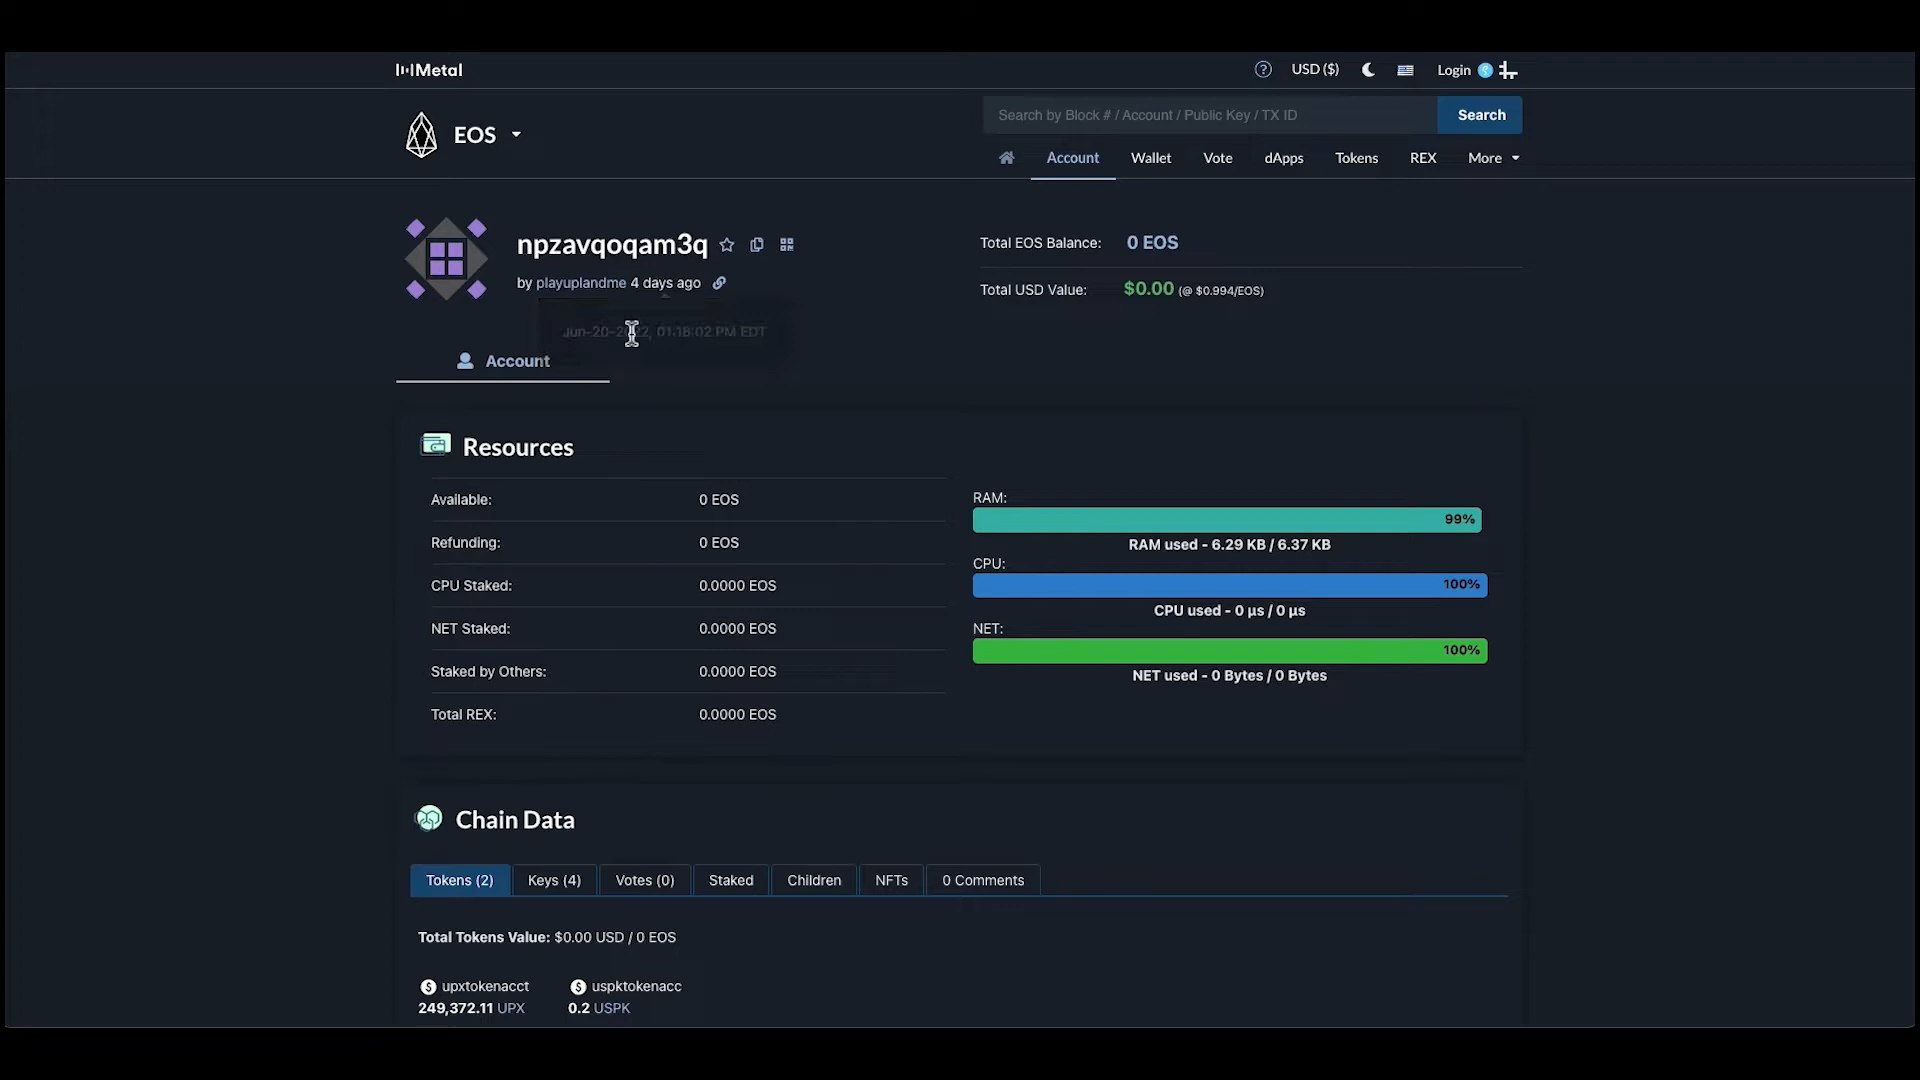 Metal
USD ($)
Login
EOS
Search by Block # / Account / Public Key / TX ID
Search
Account Wallet Vote dApps Tokens REX More
npzavqoqam3q
by playuplandme 4 days ago
Total EOS Balance: 0 EOS
Total USD Value: $0.00 (@ $0.994/EOS)
PM EDT
Account
Resources
Available: 0 EOS
Refunding: 0 EOS
CPU Staked: 0.0000 EOS
NET Staked: 0.0000 EOS
Staked by Others: 0.0000 EOS
Total REX: 0.0000 EOS
RAM:
99%
RAM used - 6.29 KB / 6.37 KB
CPU:
100%
CPU used - 0 µs / 0 µs
NET:
100%
NET used - 0 Bytes / 0 Bytes
Chain Data
Tokens (2) Keys (4) Votes (0) Staked Children NFTs 0 Comments
Total Tokens Value: $0.00 USD / 0 EOS
upxtokenacct
249,372.11 UPX
uspktokenacc
0.2 USPK